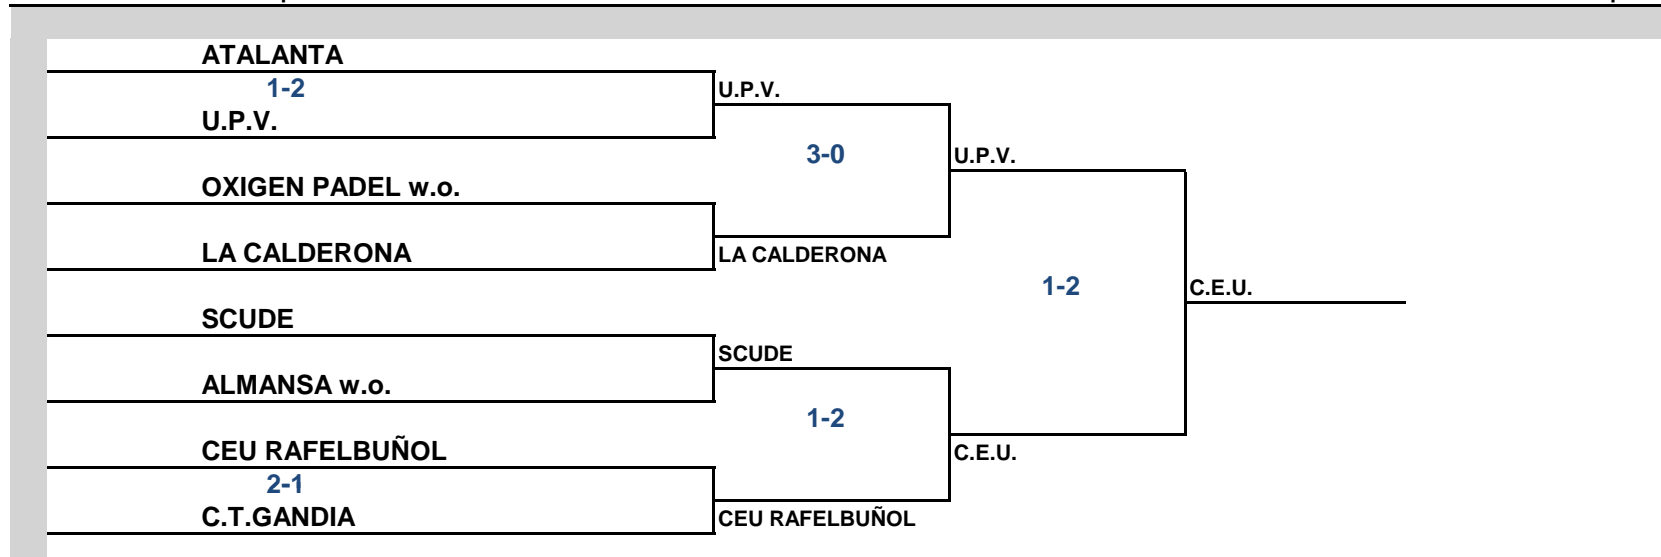 ATALANTA
1-2
U.P.V.
U.P.V.
3-0
U.P.V.
OXIGEN PADEL w.o.
LA CALDERONA
LA CALDERONA
1-2
C.E.U.
SCUDE
SCUDE
ALMANSA w.o.
1-2
CEU RAFELBUÑOL
C.E.U.
2-1
C.T.GANDIA
CEU RAFELBUÑOL